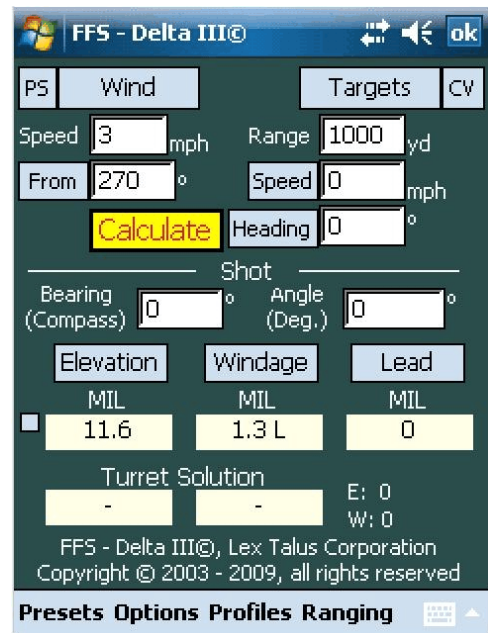 FFS - Delta III© ok
PS Wind Targets CV
Speed 3 mph Range 1000 yd
From 270 ° Speed 0 mph
Calculate Heading 0 °
Shot
Bearing (Compass) 0 ° Angle (Deg.) 0 °
Elevation Windage Lead
MIL MIL MIL
11.6 1.3 L 0
Turret Solution
- - E: 0
W: 0
FFS - Delta III©, Lex Talus Corporation
Copyright © 2003 - 2009, all rights reserved
Presets Options Profiles Ranging